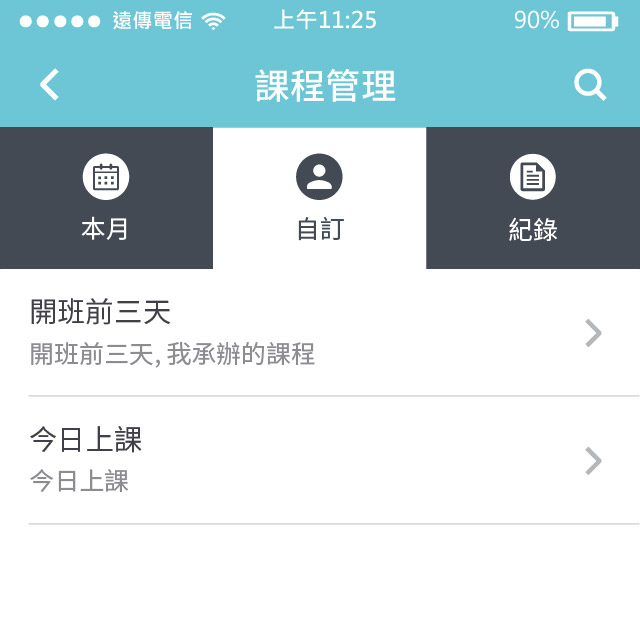 遠傳電信 上午11:25 90%
課程管理
本月 自訂 紀錄
開班前三天
開班前三天, 我承辦的課程
今日上課
今日上課